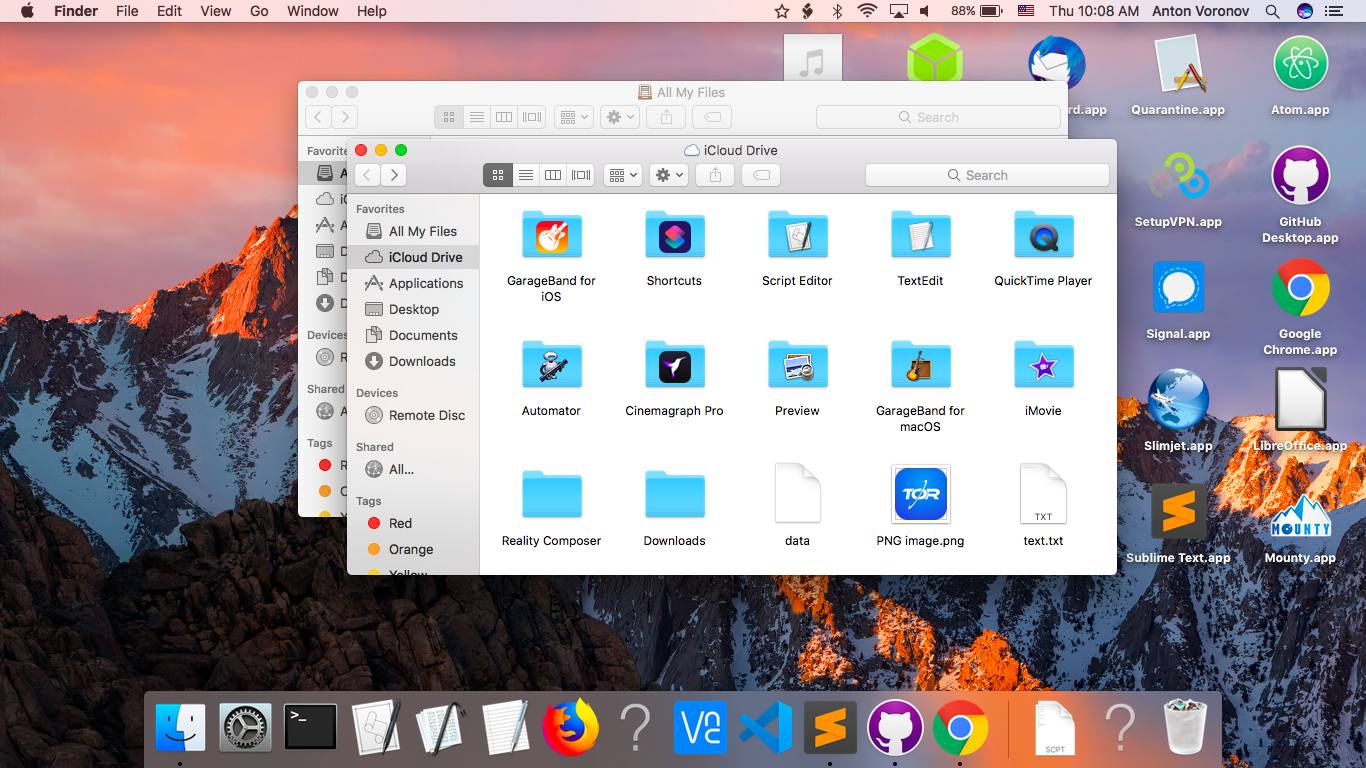 Finder File Edit View Go Window Help 88% Thu 10:08 AM Anton Voronov
rd.app
Quarantine.app
Atom.app
SetupVPN.app
GitHub
Desktop.app
Signal.app
Google
Chrome.app
Slimjet.app
LibreOffice.app
Sublime Text.app
MOUNTY
Mounty.app
All My Files
Search
Favorite
A
iC
A
D
D
D
Devices
R
Shared
A
Tags
R
O
Y
iCloud Drive
Search
Favorites
All My Files
iCloud Drive
Applications
Desktop
Documents
Downloads
Devices
Remote Disc
Shared
All...
Tags
Red
Orange
Yellow
GarageBand for
iOS
Shortcuts
Script Editor
TextEdit
QuickTime Player
Automator
Cinemagraph Pro
Preview
GarageBand for
macOS
iMovie
Reality Composer
Downloads
data
TOR
PNG image.png
TXT
text.txt
>_
?
VNC
SCPT
?